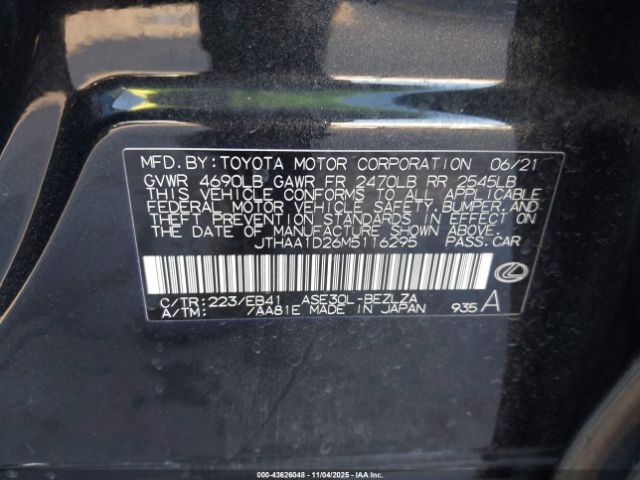 MFD.BY:TOYOTA MOTOR CORPORATION 06/21
GVWR 4690LB GAWR FR 2470LB RR 2545LB
THIS VEHICLE CONFORMS TO ALL APPLICABLE
FEDERAL MOTOR VEHICLE SAFETY, BUMPER, AND
THEFT PREVENTION STANDARDS IN EFFECT ON
THE DATE OF MANUFACTURE SHOWN ABOVE.
JTHAA1D26M5116295 PASS.CAR
C/TR:223/EB41 ASE30L-BEZLZA
A/TM: /AA81E MADE IN JAPAN 935 A
000-43626048 - 11/04/2025 - IAAI.COM